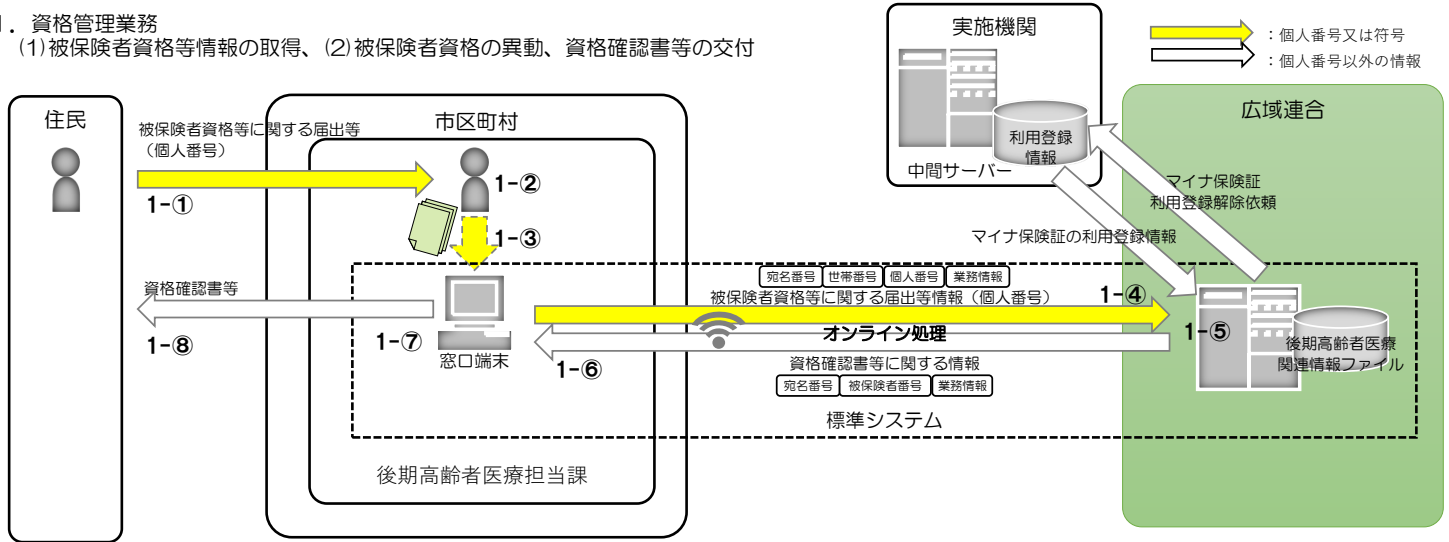 1．資格管理業務
(1)被保険者資格等情報の取得、(2)被保険者資格の異動、資格確認書等の交付
実施機関
：個人番号又は符号
：個人番号以外の情報
利用登録
情報
中間サーバー
広域連合
住民
市区町村
被保険者資格等に関する届出等
（個人番号）
1-①
1-②
1-③
マイナ保険証
利用登録解除依頼
マイナ保険証の利用登録情報
宛名番号 世帯番号 個人番号 業務情報
被保険者資格等に関する届出等情報（個人番号）
1-④
オンライン処理
1-⑤
後期高齢者医療
関連情報ファイル
資格確認書等
1-⑧
1-⑦
窓口端末
1-⑥
資格確認書等に関する情報
宛名番号 被保険者番号 業務情報
標準システム
後期高齢者医療担当課